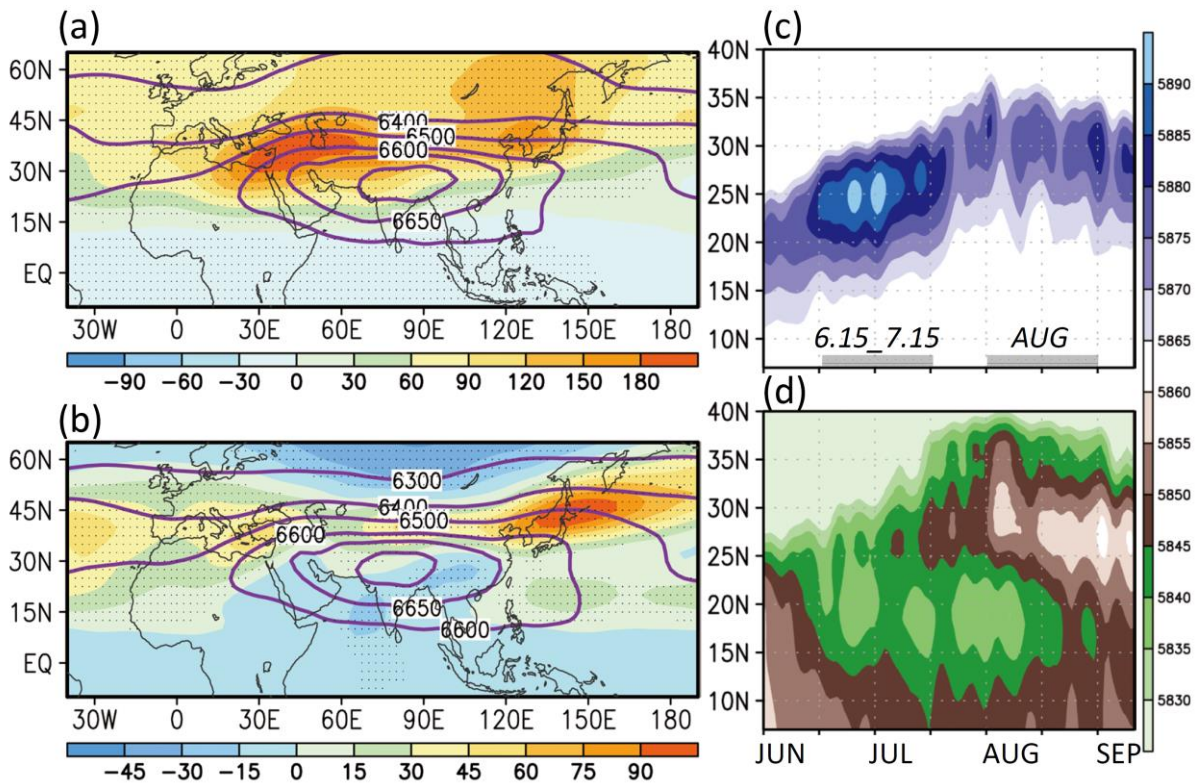 (a)
60N
45N
30N
15N
EQ
6400
6500
6600
6650
30W 0 30E 60E 90E 120E 150E 180
−90 −60 −30 0 30 60 90 120 150 180
(b)
60N
45N
30N
15N
EQ
6300
6400
6500
6600
6650
6600
30W 0 30E 60E 90E 120E 150E 180
−45 −30 −15 0 15 30 45 60 75 90
(c)
40N
35N
30N
25N
20N
15N
10N
6.15_7.15 AUG
(d)
40N
35N
30N
25N
20N
15N
10N
JUN JUL AUG SEP
5890
5885
5880
5875
5870
5865
5860
5855
5850
5845
5840
5835
5830